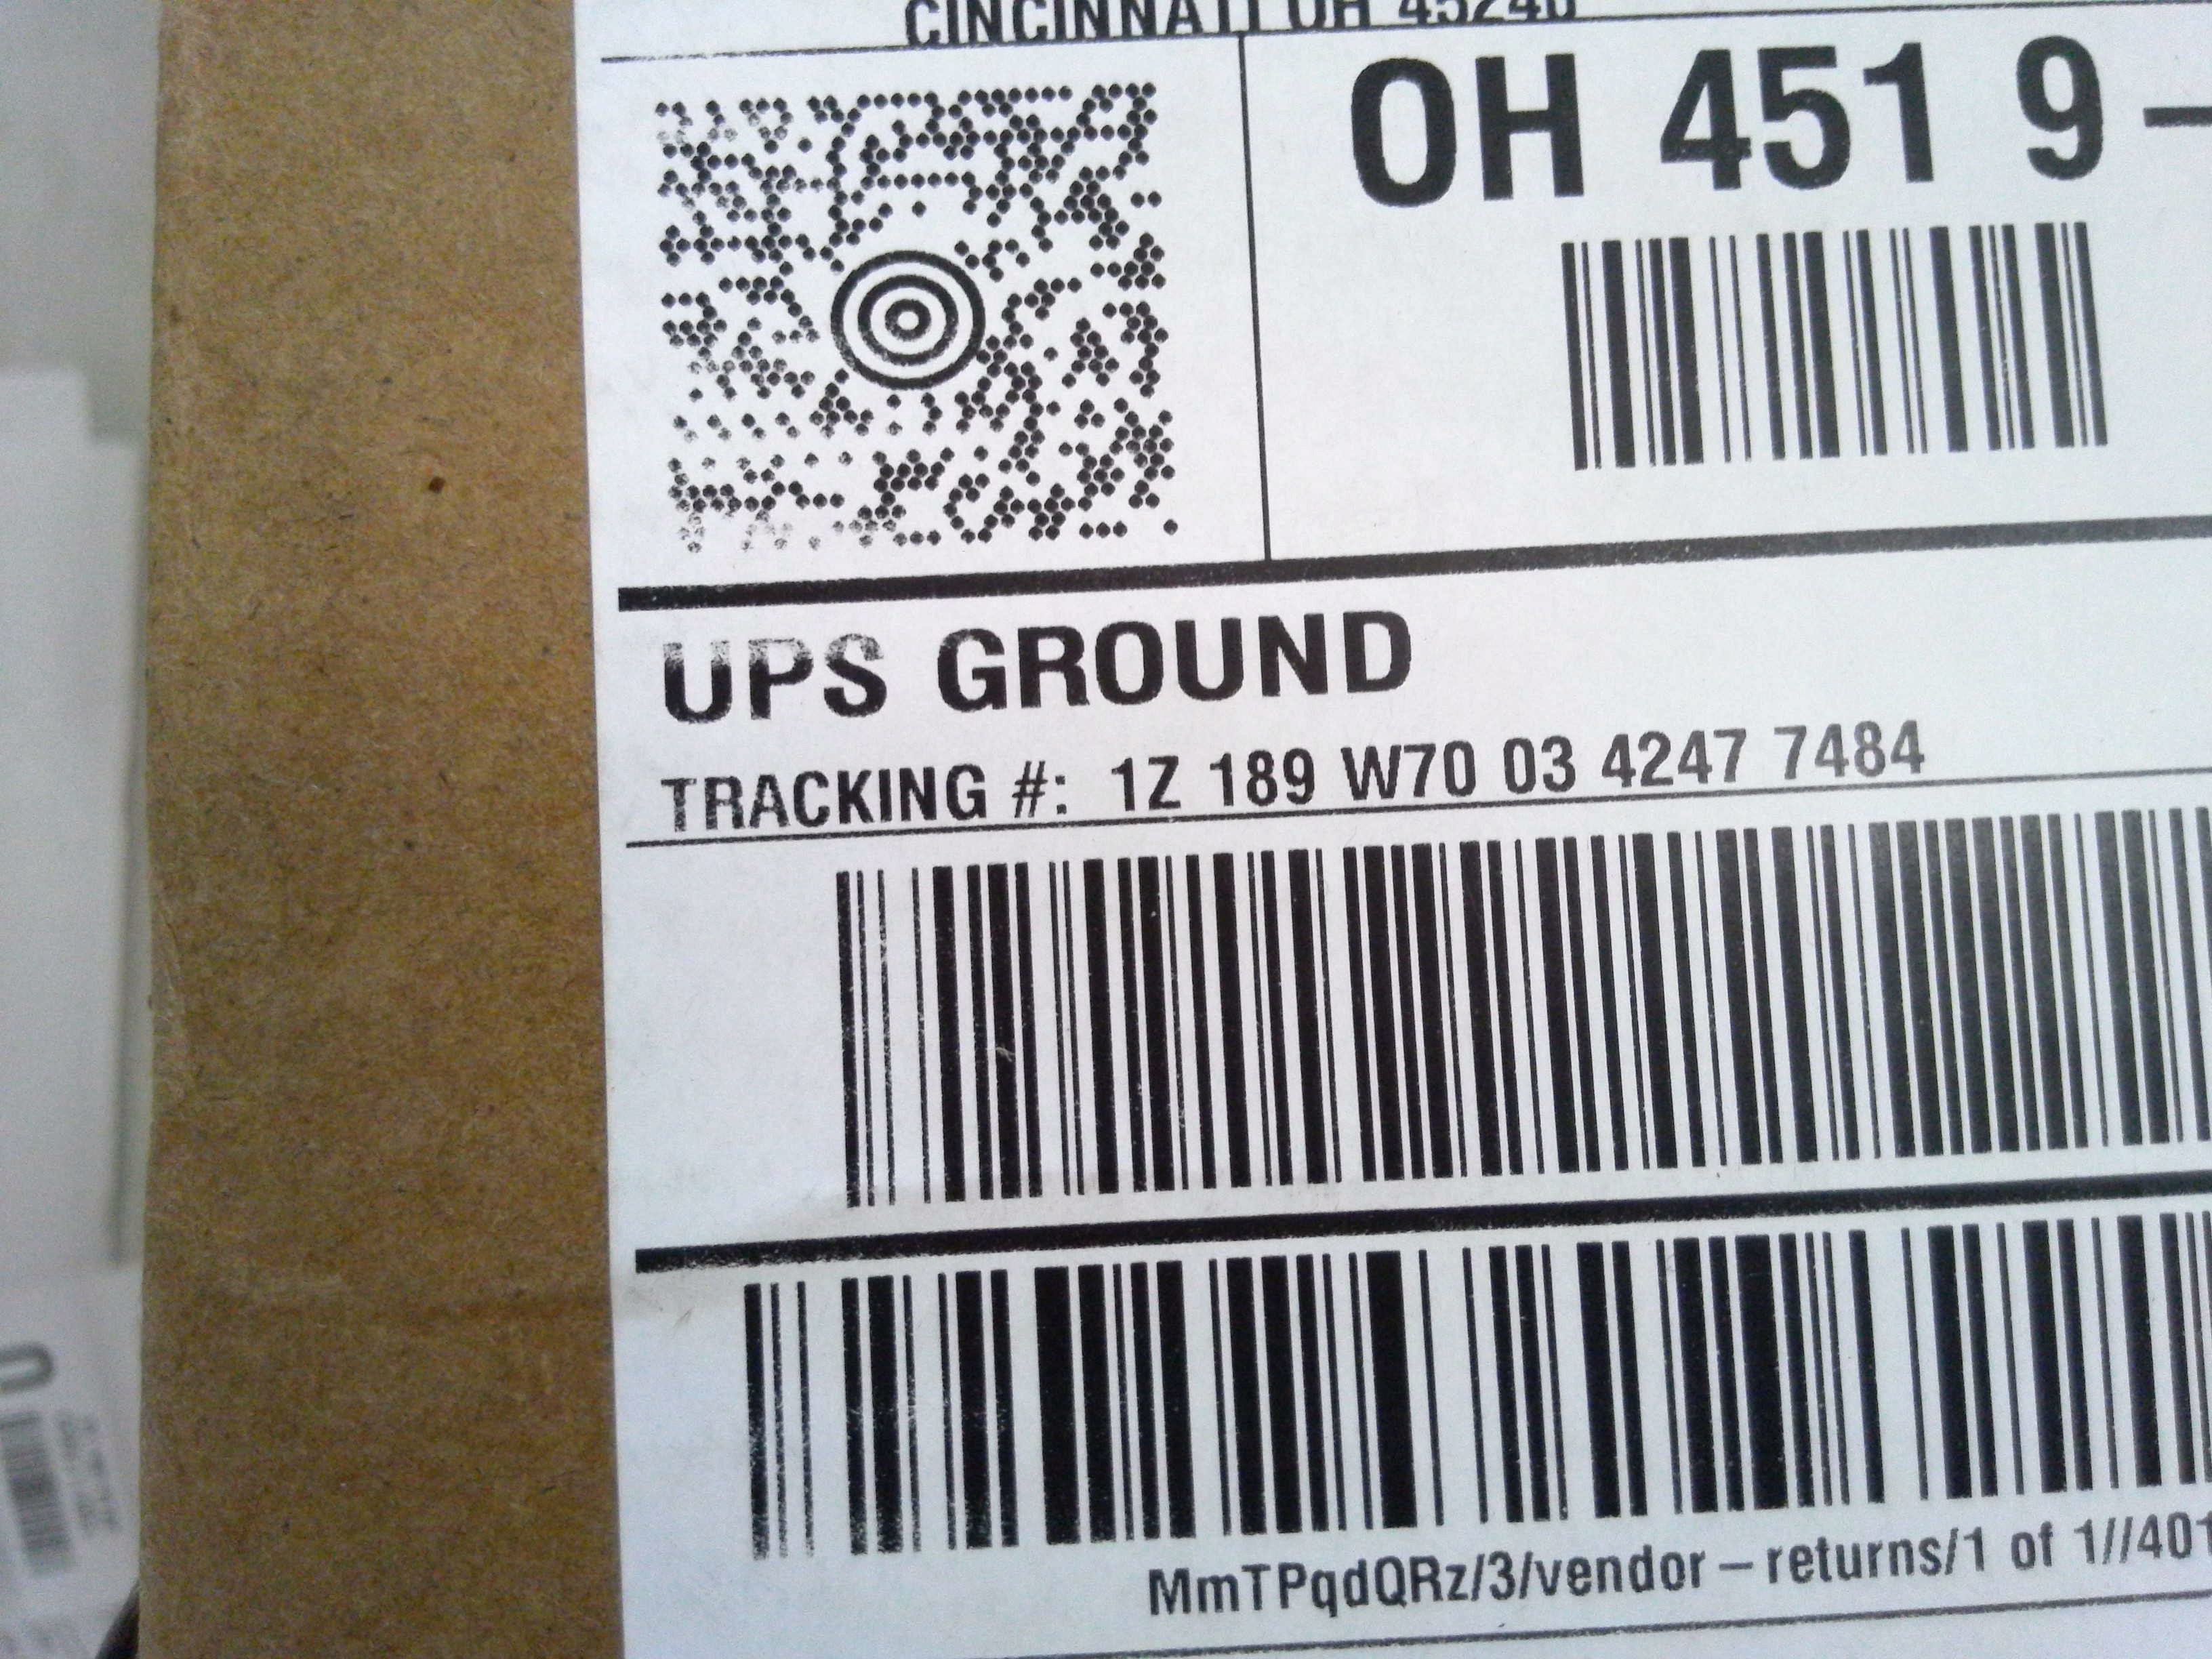 CINCINNATI OH 45246
OH 451 9 –
UPS GROUND
TRACKING #: 1Z 189 W70 03 4247 7484
MmTPqdQRz/3/vendor – returns/1 of 1//401